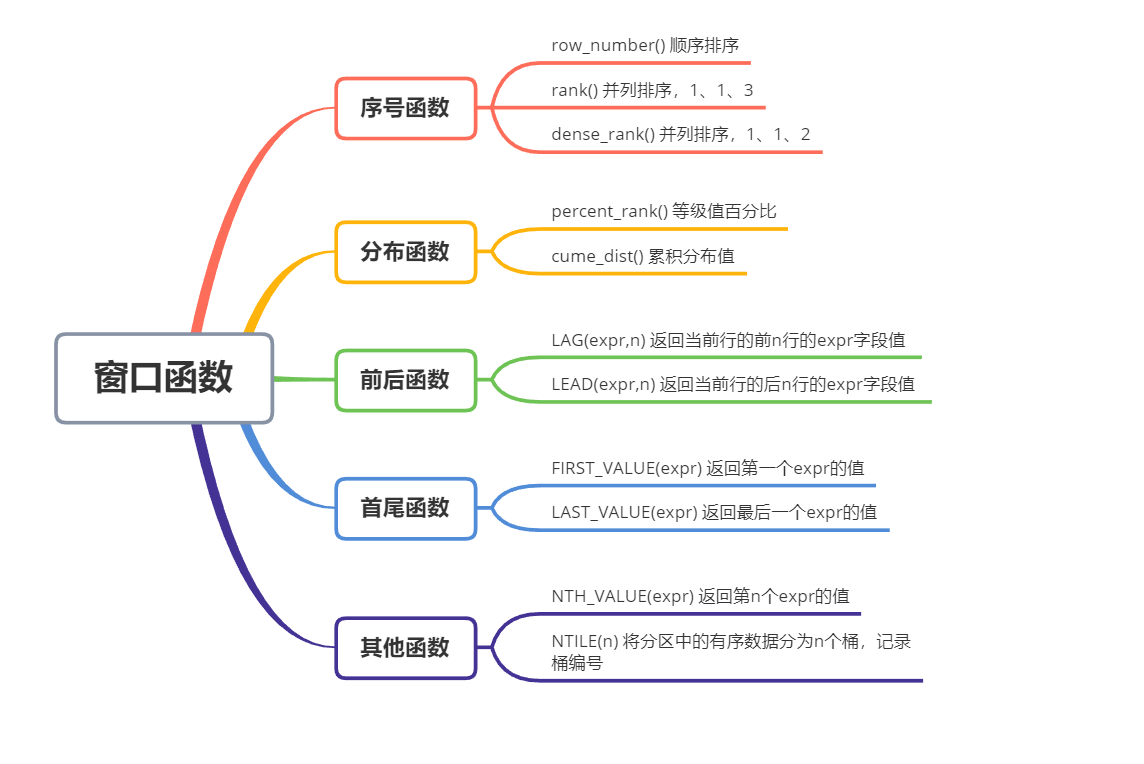 窗口函数
序号函数
row_number() 顺序排序
rank() 并列排序，1、1、3
dense_rank() 并列排序，1、1、2
分布函数
percent_rank() 等级值百分比
cume_dist() 累积分布值
前后函数
LAG(expr,n) 返回当前行的前n行的expr字段值
LEAD(expr,n) 返回当前行的后n行的expr字段值
首尾函数
FIRST_VALUE(expr) 返回第一个expr的值
LAST_VALUE(expr) 返回最后一个expr的值
其他函数
NTH_VALUE(expr) 返回第n个expr的值
NTILE(n) 将分区中的有序数据分为n个桶，记录
桶编号